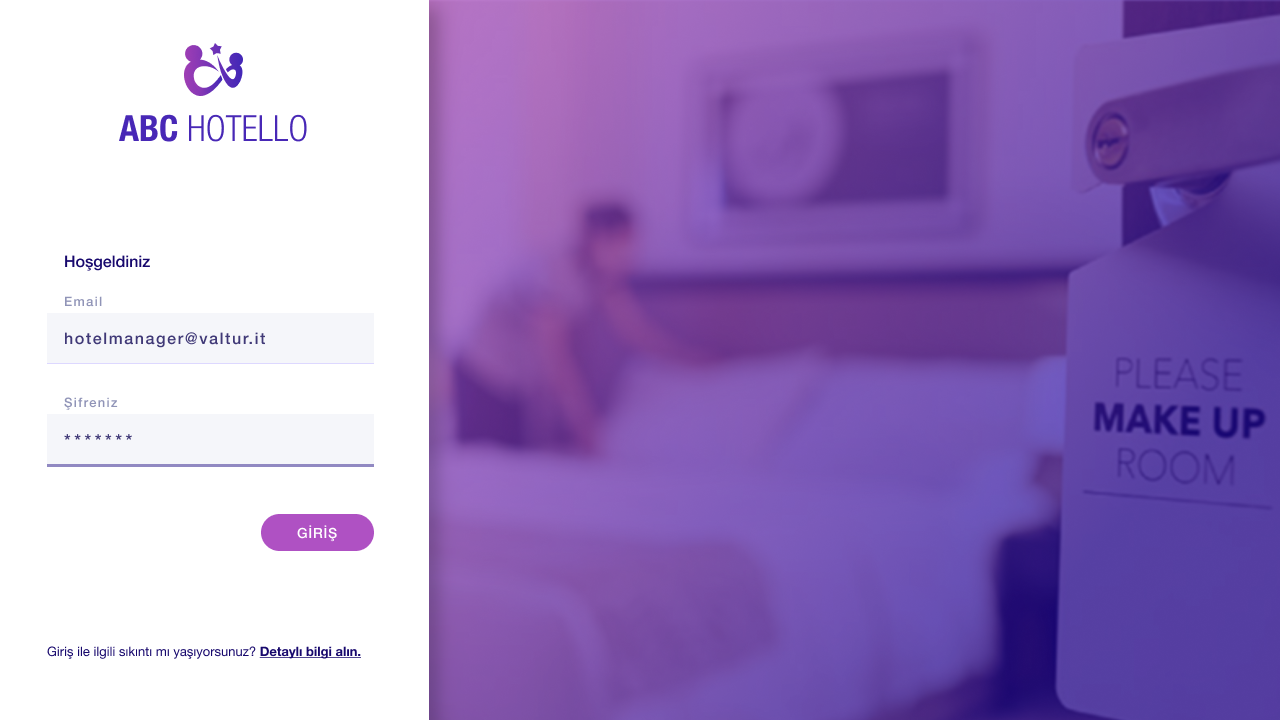 ABC HOTELLO
Hoşgeldiniz
Email
hotelmanager@valtur.it
Şifreniz
*******
GİRİŞ
Giriş ile ilgili sıkıntı mı yaşıyorsunuz? Detaylı bilgi alın.
PLEASE
MAKE UP
ROOM